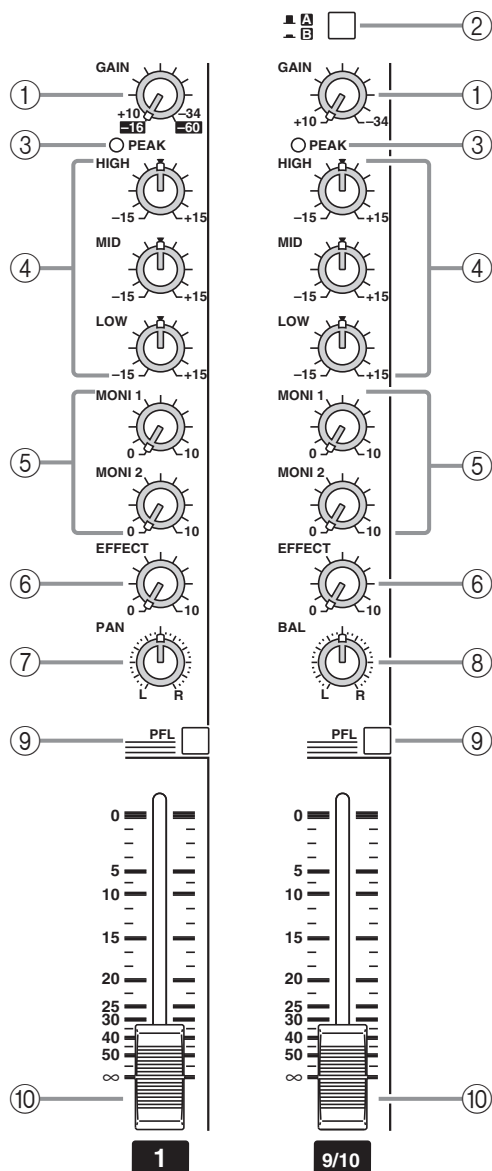 A
B
②
GAIN GAIN
① ①
+10 –34 +10 –34
–16 –60
③ PEAK PEAK ③
HIGH HIGH
–15 +15 –15 +15
④ MID MID ④
–15 +15 –15 +15
LOW LOW
–15 +15 –15 +15
MONI 1 MONI 1
0 10 0 10
⑤ ⑤
MONI 2 MONI 2
0 10 0 10
EFFECT EFFECT
⑥ ⑥
0 10 0 10
PAN BAL
⑦ ⑧
L R L R
⑨ PFL PFL ⑨
0 0
5 5
10 10
15 15
20 20
25 25
30 30
40 40
50 50
∞ ∞
⑩ ⑩
1 9/10